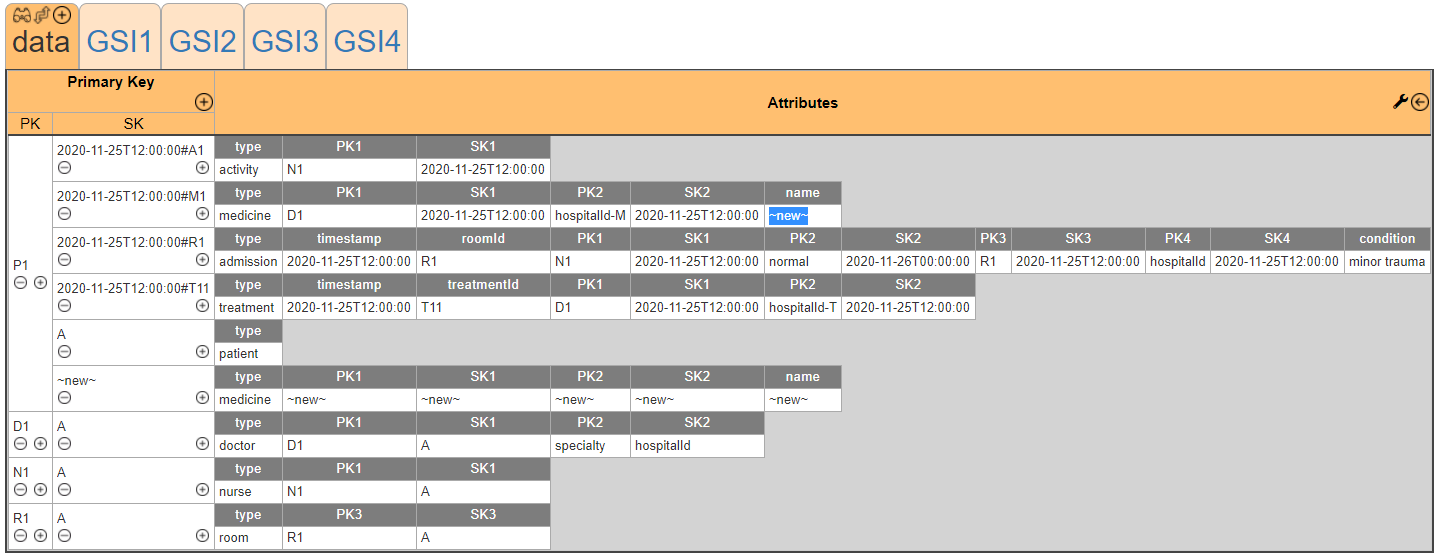 data GSI1 GSI2 GSI3 GSI4
Primary Key
Attributes
PK SK
type PK1 SK1
2020-11-25T12:00:00#A1
activity N1 2020-11-25T12:00:00
type PK1 SK1 PK2 SK2 name
2020-11-25T12:00:00#M1
medicine D1 2020-11-25T12:00:00 hospitalId-M 2020-11-25T12:00:00 ~new~
type timestamp roomId PK1 SK1 PK2 SK2 PK3 SK3 PK4 SK4 condition
2020-11-25T12:00:00#R1
P1
admission 2020-11-25T12:00:00 R1 N1 2020-11-25T12:00:00 normal 2020-11-26T00:00:00 R1 2020-11-25T12:00:00 hospitalId 2020-11-25T12:00:00 minor trauma
type timestamp treatmentId PK1 SK1 PK2 SK2
2020-11-25T12:00:00#T11
treatment 2020-11-25T12:00:00 T11 D1 2020-11-25T12:00:00 hospitalId-T 2020-11-25T12:00:00
type
A
patient
type PK1 SK1 PK2 SK2 name
~new~
medicine ~new~ ~new~ ~new~ ~new~ ~new~
type PK1 SK1 PK2 SK2
D1 A
doctor D1 A specialty hospitalId
type PK1 SK1
N1 A
nurse N1 A
type PK3 SK3
R1 A
room R1 A